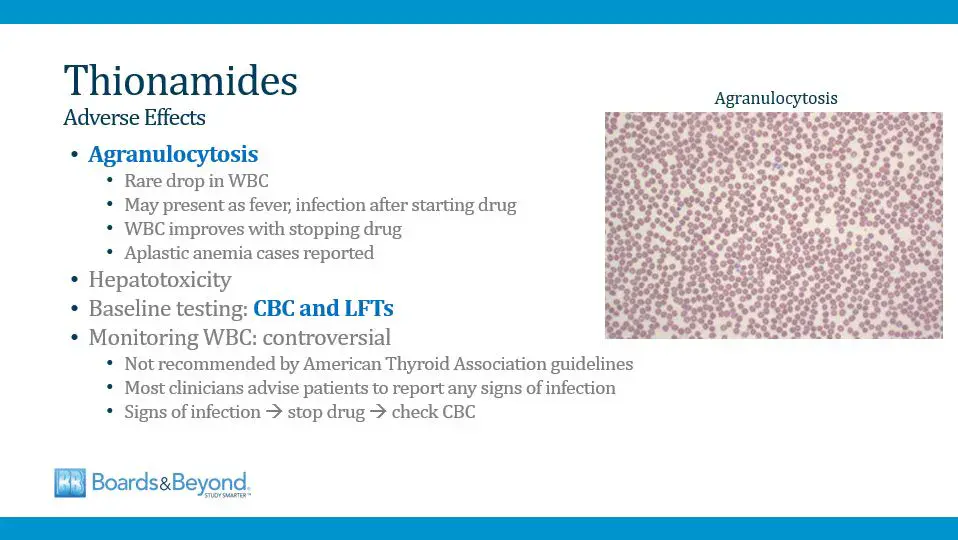 Thionamides
Adverse Effects
Agranulocytosis
• Agranulocytosis
• Rare drop in WBC
• May present as fever, infection after starting drug
• WBC improves with stopping drug
• Aplastic anemia cases reported
• Hepatotoxicity
• Baseline testing: CBC and LFTs
• Monitoring WBC: controversial
• Not recommended by American Thyroid Association guidelines
• Most clinicians advise patients to report any signs of infection
• Signs of infection → stop drug → check CBC
BB Boards&Beyond.
STUDY SMARTER™